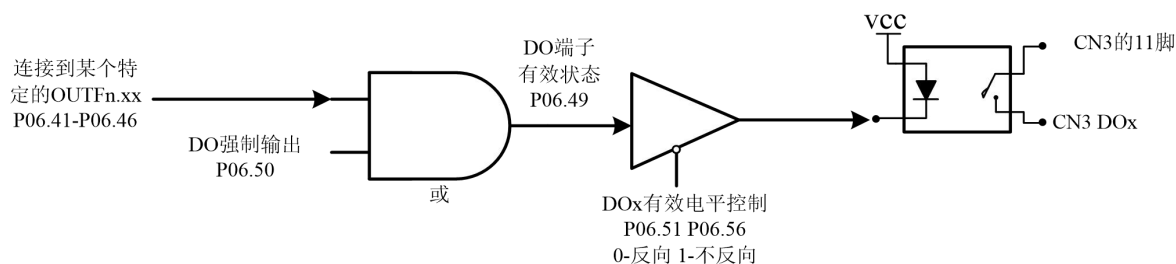 连接到某个特
定的OUTFn.xx
P06.41-P06.46
DO强制输出
P06.50
或
DO端子
有效状态
P06.49
DOx有效电平控制
P06.51 P06.56
0-反向 1-不反向
vcc
CN3的11脚
CN3 DOx